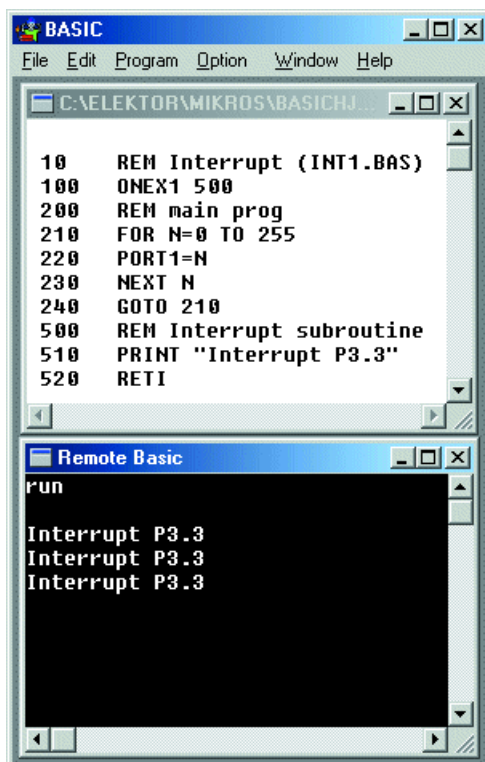 BASIC
File Edit Program Option Window Help
C:\ELEKTOR\MIKROS\BASICHJ...
10 REM Interrupt (INT1.BAS)
100 ONEX1 500
200 REM main prog
210 FOR N=0 TO 255
220 PORT1=N
230 NEXT N
240 GOTO 210
500 REM Interrupt subroutine
510 PRINT "Interrupt P3.3"
520 RETI
Remote Basic
run
Interrupt P3.3
Interrupt P3.3
Interrupt P3.3